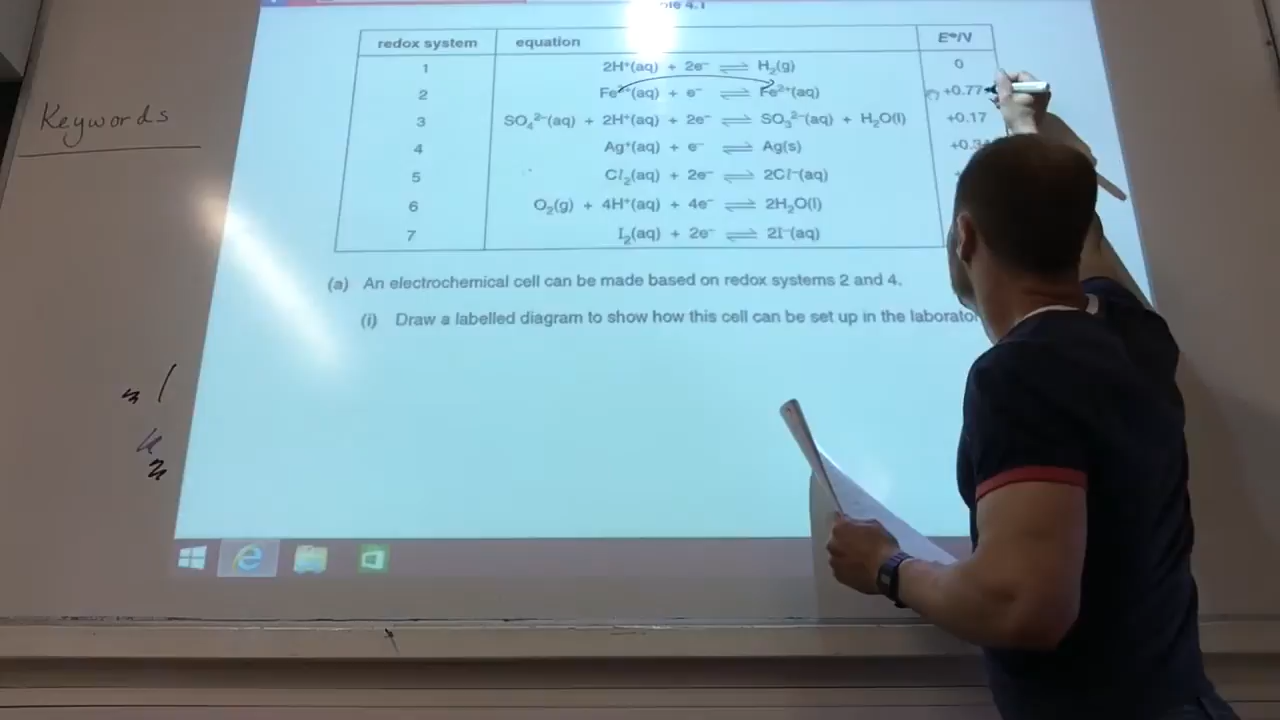 redox system equation E⦵/V
1 2H⁺(aq) + 2e⁻ ⇌ H₂(g) 0
2 Fe³⁺(aq) + e⁻ ⇌ Fe²⁺(aq) +0.77
3 SO₄²⁻(aq) + 2H⁺(aq) + 2e⁻ ⇌ SO₃²⁻(aq) + H₂O(l) +0.17
4 Ag⁺(aq) + e⁻ ⇌ Ag(s)
5 Cl₂(aq) + 2e⁻ ⇌ 2Cl⁻(aq)
6 O₂(g) + 4H⁺(aq) + 4e⁻ ⇌ 2H₂O(l)
7 I₂(aq) + 2e⁻ ⇌ 2I⁻(aq)
Keywords
(a) An electrochemical cell can be made based on redox systems 2 and 4.
(i) Draw a labelled diagram to show how this cell can be set up in the